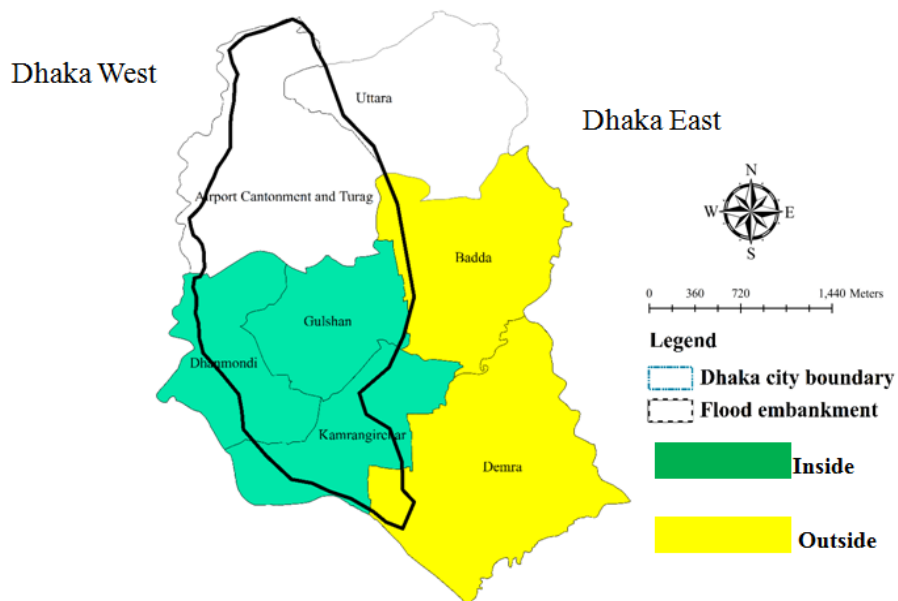 Dhaka West
Uttara
Dhaka East
Airport Cantonment and Turag
N
W E
S
Badda
0 360 720 1,440 Meters
Gulshan
Legend
Dhanmondi
Dhaka city boundary
Flood embankment
Kamrangirchar
Demra
Inside
Outside